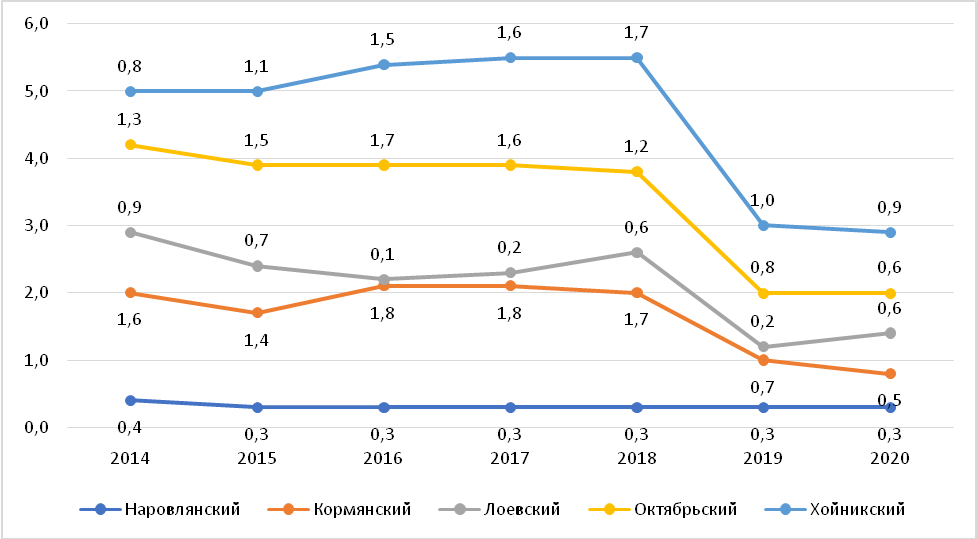 6,0
0,8 1,1 1,5 1,6 1,7
5,0
1,3 1,5 1,7 1,6 1,2
4,0
0,9 0,7 0,1 0,2 0,6 1,0 0,9
3,0
0,8 0,6
2,0
1,6 1,4 1,8 1,8 1,7 0,2 0,6
1,0
0,7 0,5
0,0
0,4 0,3 0,3 0,3 0,3 0,3 0,3
2014 2015 2016 2017 2018 2019 2020
Наровлянский Кормянский Лоевский Октябрьский Хойникский